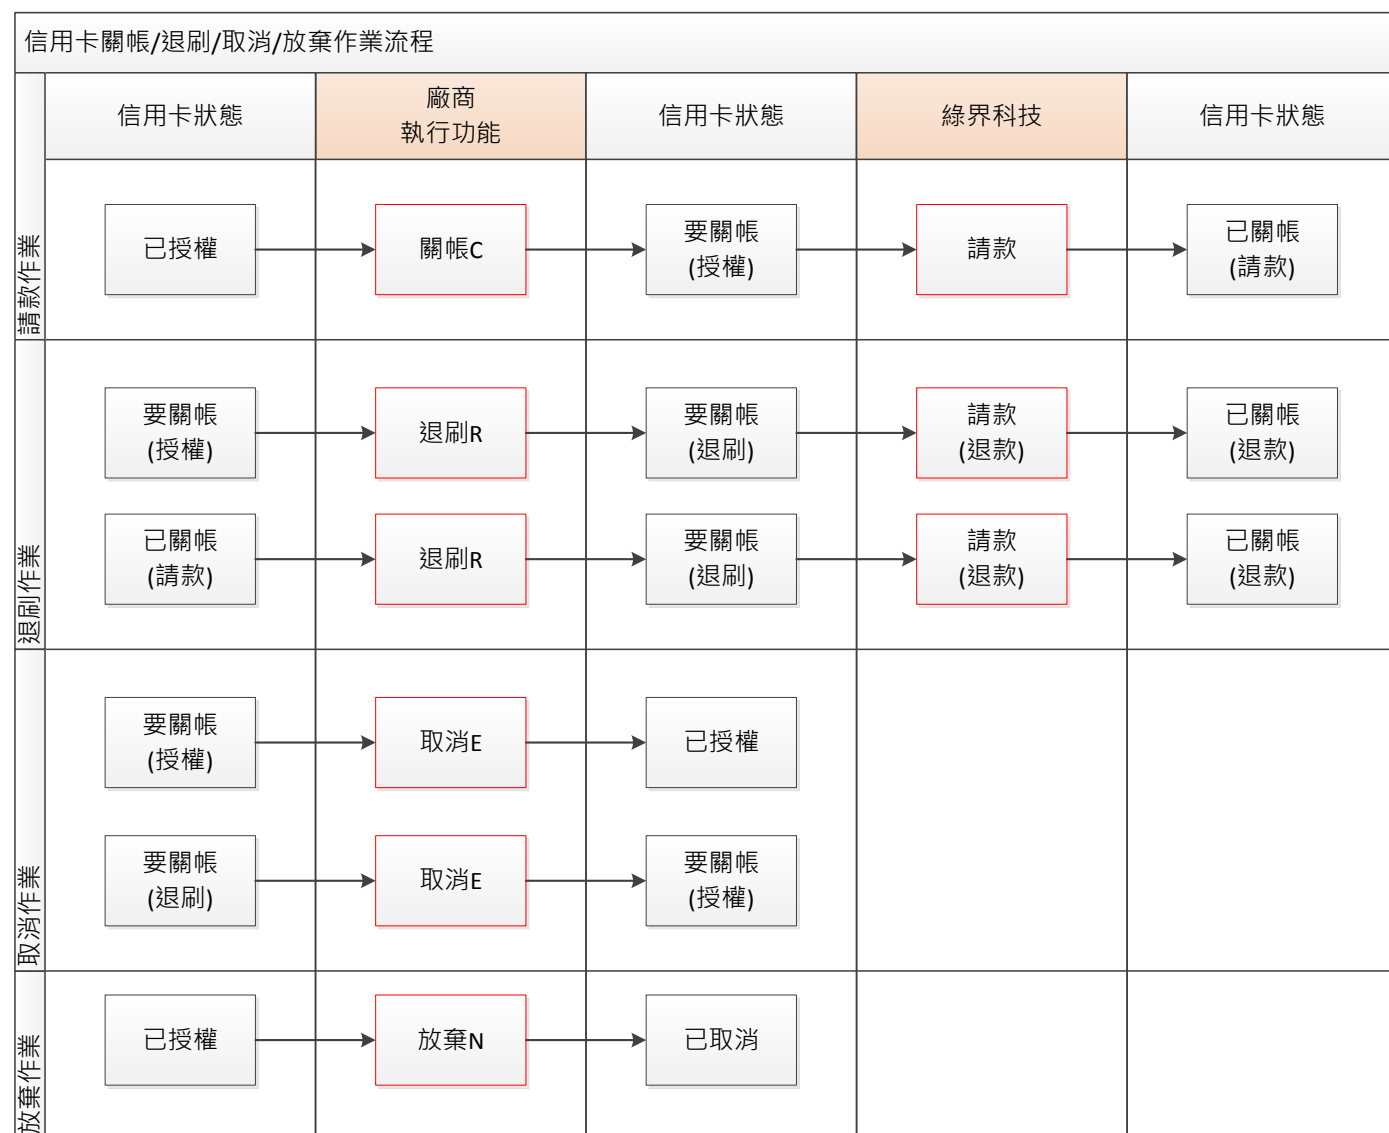 信用卡關帳/退刷/取消/放棄作業流程
信用卡狀態
廠商
執行功能
信用卡狀態
綠界科技
信用卡狀態
請款作業
已授權
關帳C
要關帳
(授權)
請款
已關帳
(請款)
退刷作業
要關帳
(授權)
退刷R
要關帳
(退刷)
請款
(退款)
已關帳
(退款)
已關帳
(請款)
退刷R
要關帳
(退刷)
請款
(退款)
已關帳
(退款)
取消作業
要關帳
(授權)
取消E
已授權
要關帳
(退刷)
取消E
要關帳
(授權)
放棄作業
已授權
放棄N
已取消